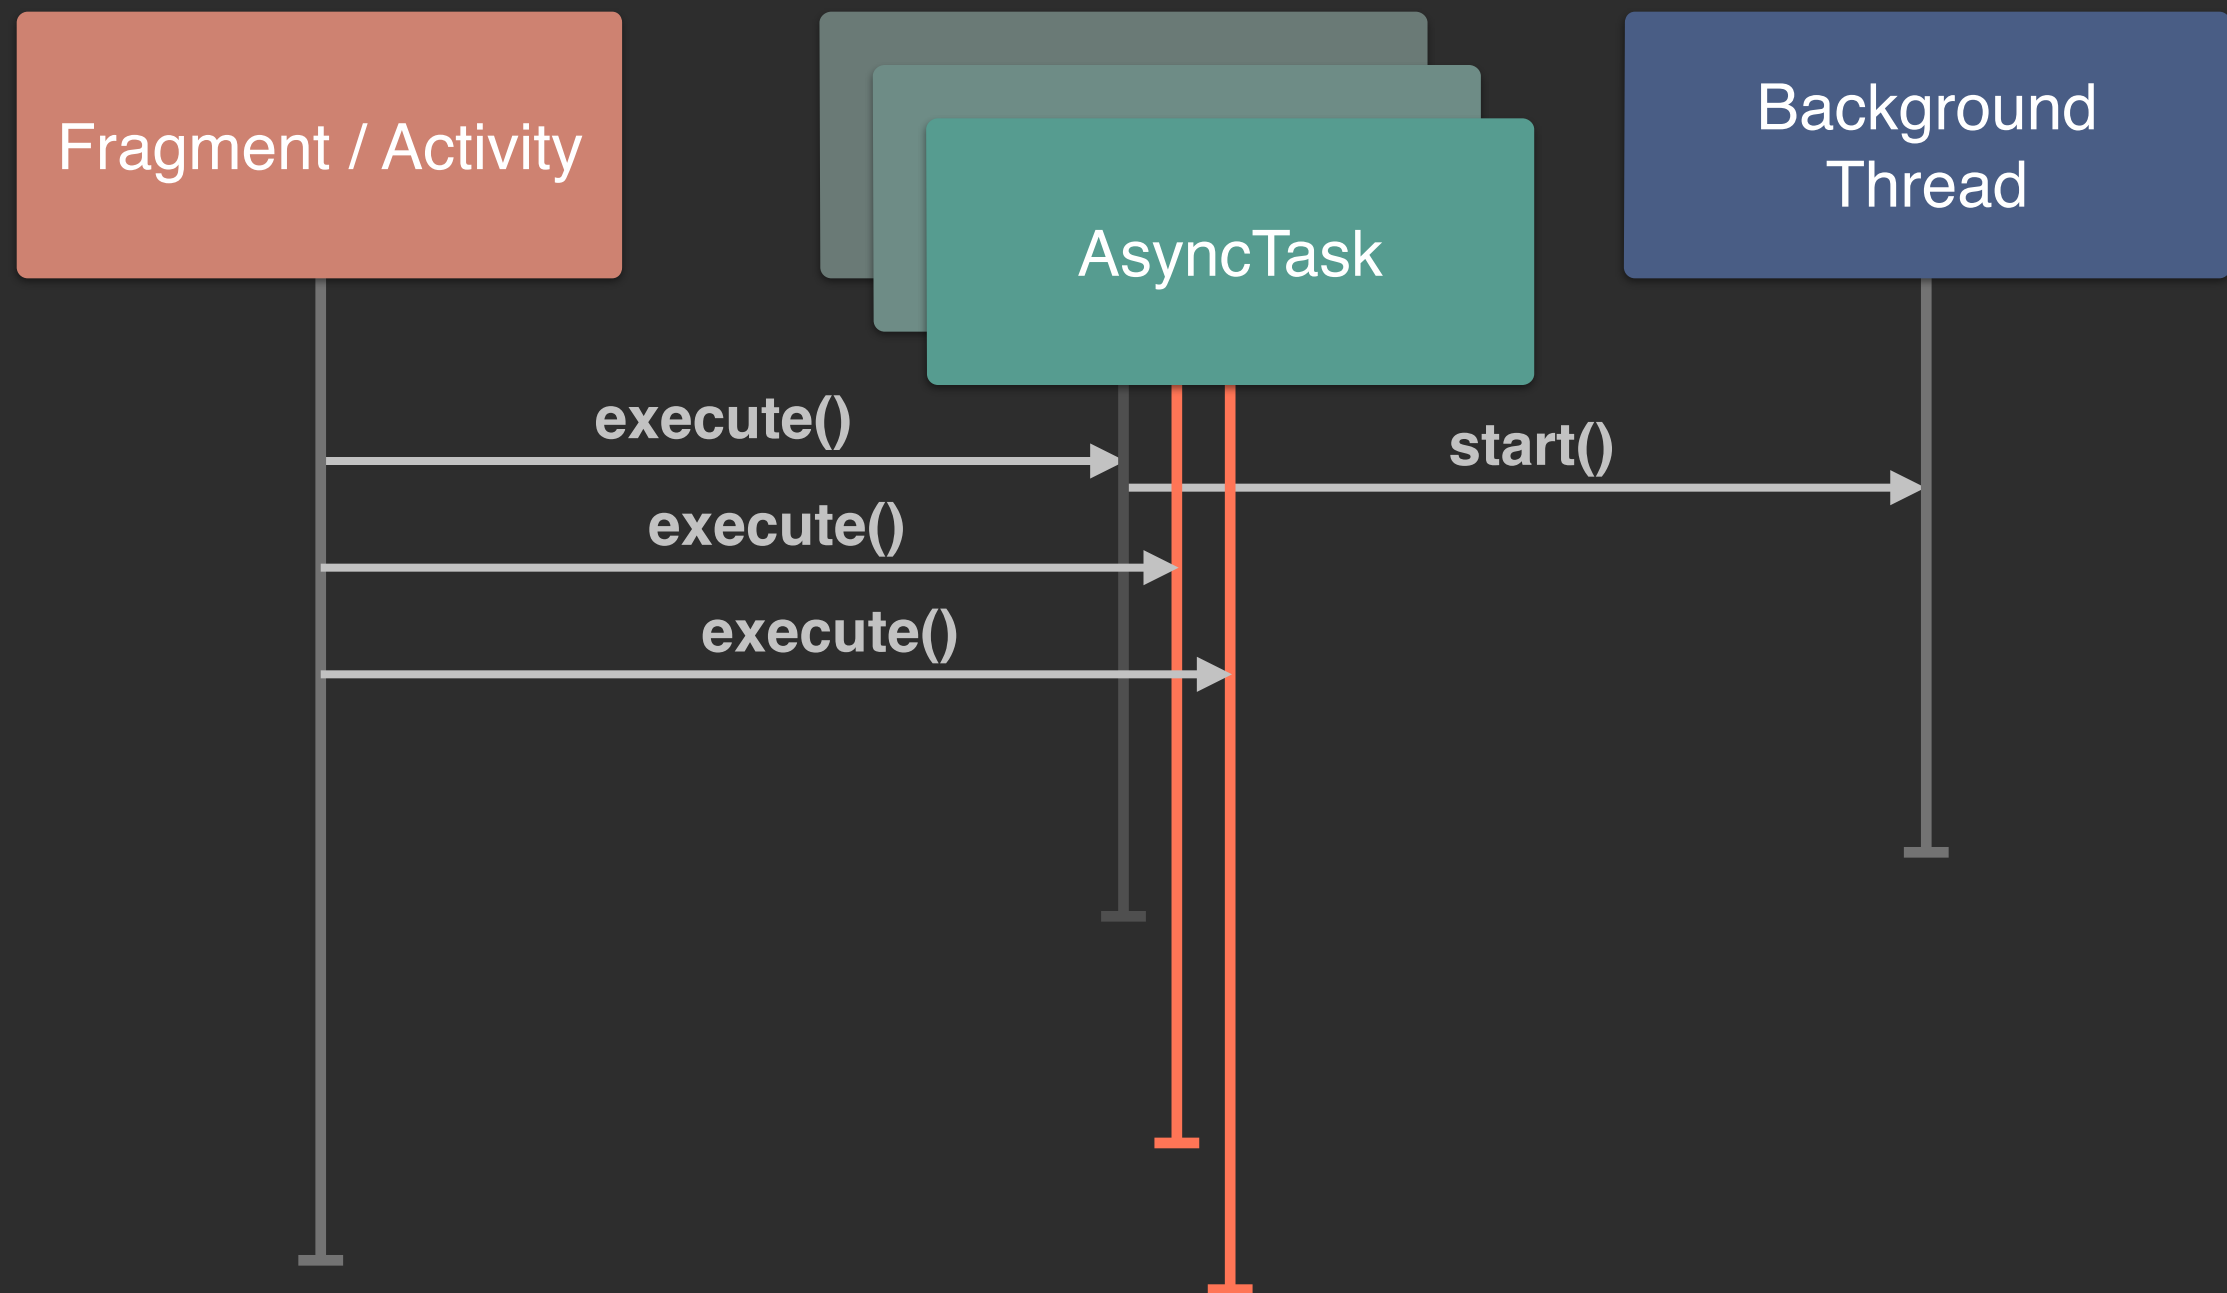 Fragment / Activity
AsyncTask
Background
Thread
execute()
start()
execute()
execute()